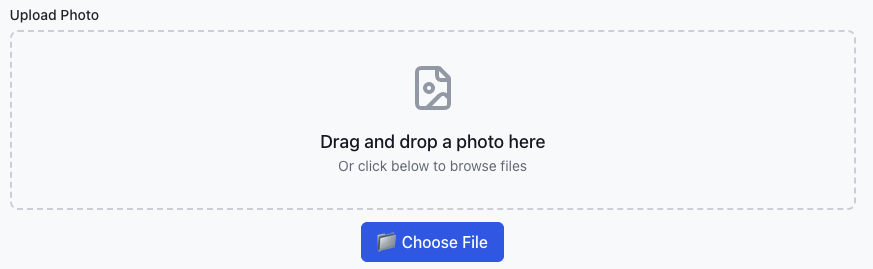 Upload Photo
Drag and drop a photo here
Or click below to browse files
Choose File